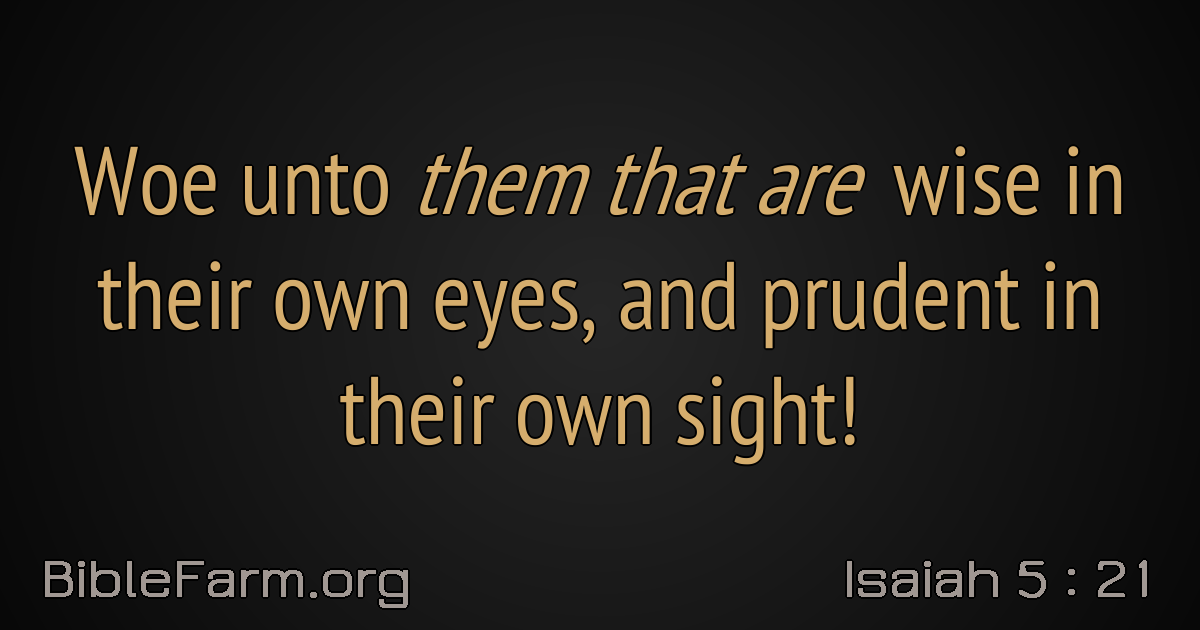 Woe unto them that are wise in
their own eyes, and prudent in
their own sight!
BibleFarm.org
Isaiah 5 : 21